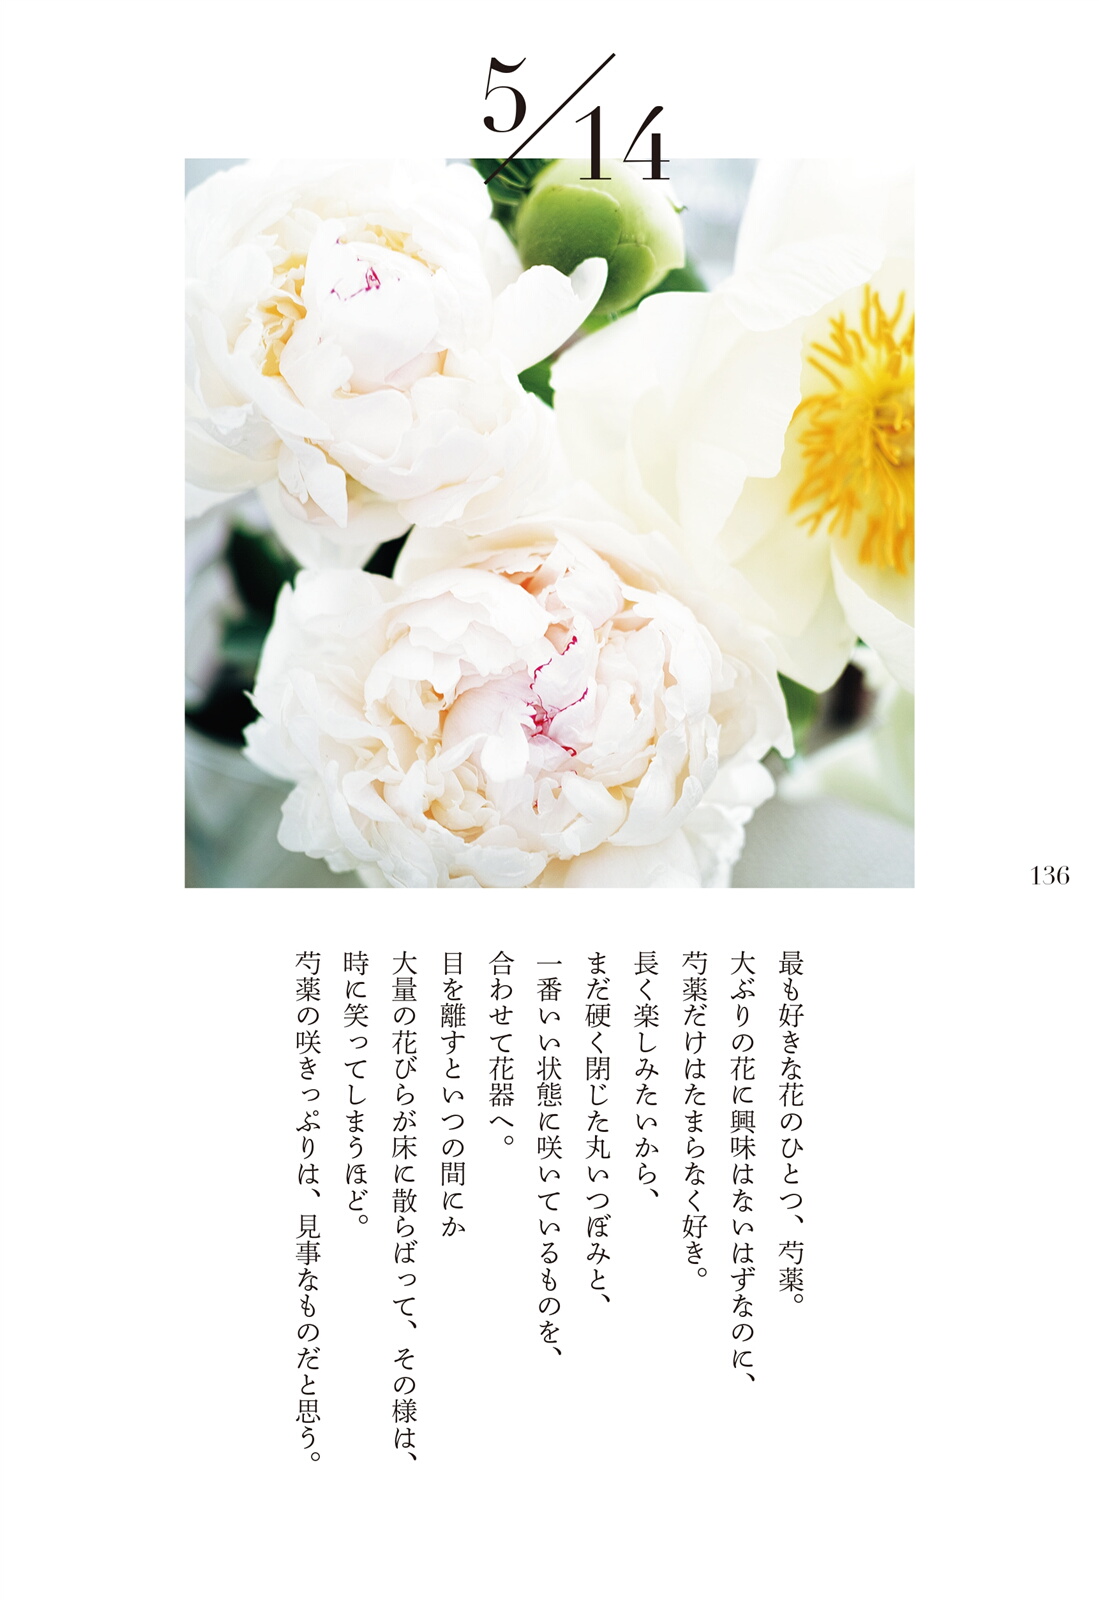 5/14
136
最も好きな花のひとつ、芍薬。
大ぶりの花に興味はないはずなのに、
芍薬だけはたまらなく好き。
長く楽しみたいから、
まだ硬く閉じた丸いつぼみと、
一番いい状態に咲いているものを、
合わせて花器へ。
目を離すといつの間にか
大量の花びらが床に散らばって、その様は、
時に笑ってしまうほど。
芍薬の咲きっぷりは、見事なものだと思う。